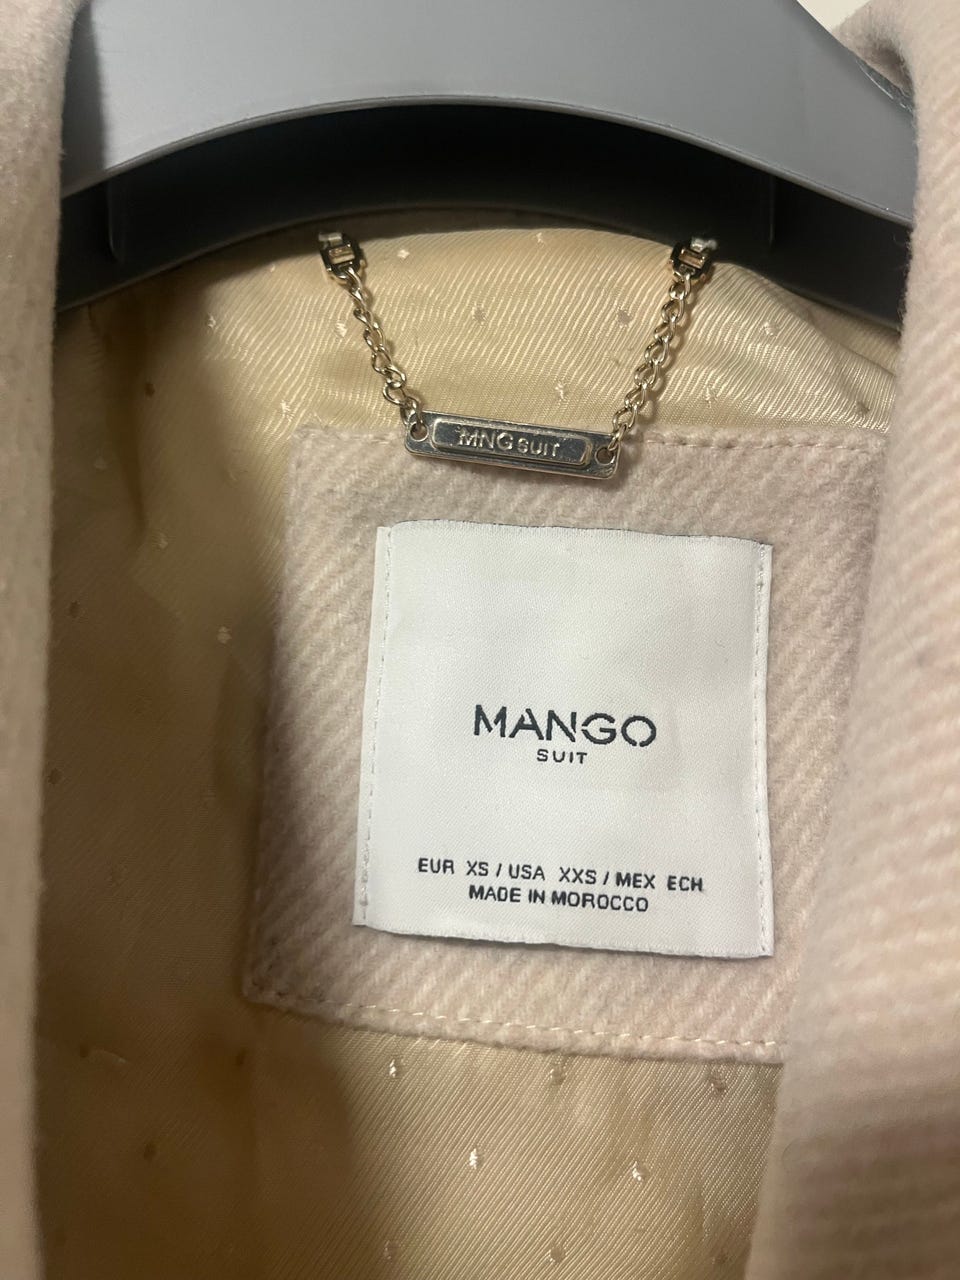 MNG SUIT
MANGO
SUIT
EUR XS / USA XXS / MEX ECH
MADE IN MOROCCO